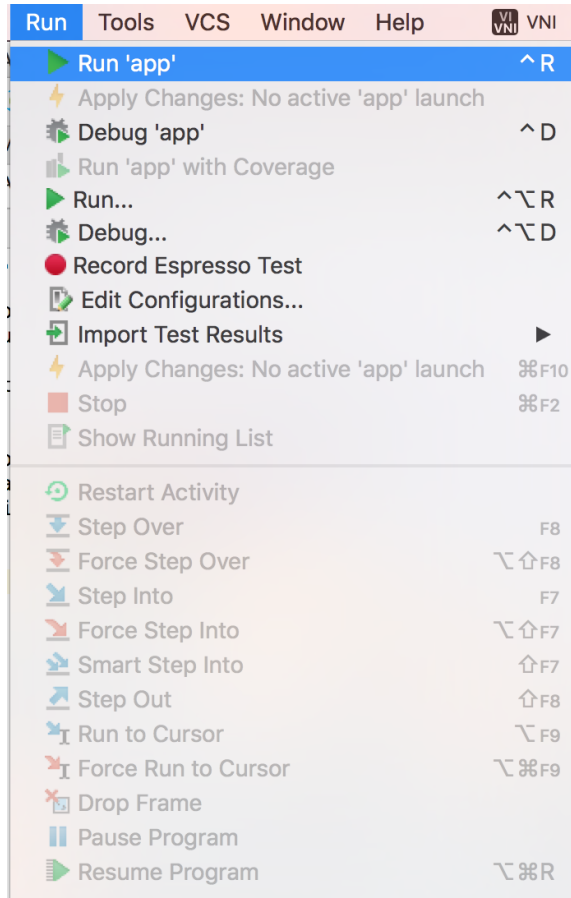 Run Tools VCS Window Help VI VNI VNI
Run 'app' ^ R
Apply Changes: No active 'app' launch
Debug 'app' ^ D
Run 'app' with Coverage
Run... ^⌥ R
Debug... ^⌥ D
Record Espresso Test
Edit Configurations...
Import Test Results ▶
Apply Changes: No active 'app' launch ⌘F10
Stop ⌘F2
Show Running List
Restart Activity
Step Over F8
Force Step Over ⌥⇧F8
Step Into F7
Force Step Into ⌥⇧F7
Smart Step Into ⇧F7
Step Out ⇧F8
Run to Cursor ⌥F9
Force Run to Cursor ⌥⌘F9
Drop Frame
Pause Program
Resume Program ⌥⌘R